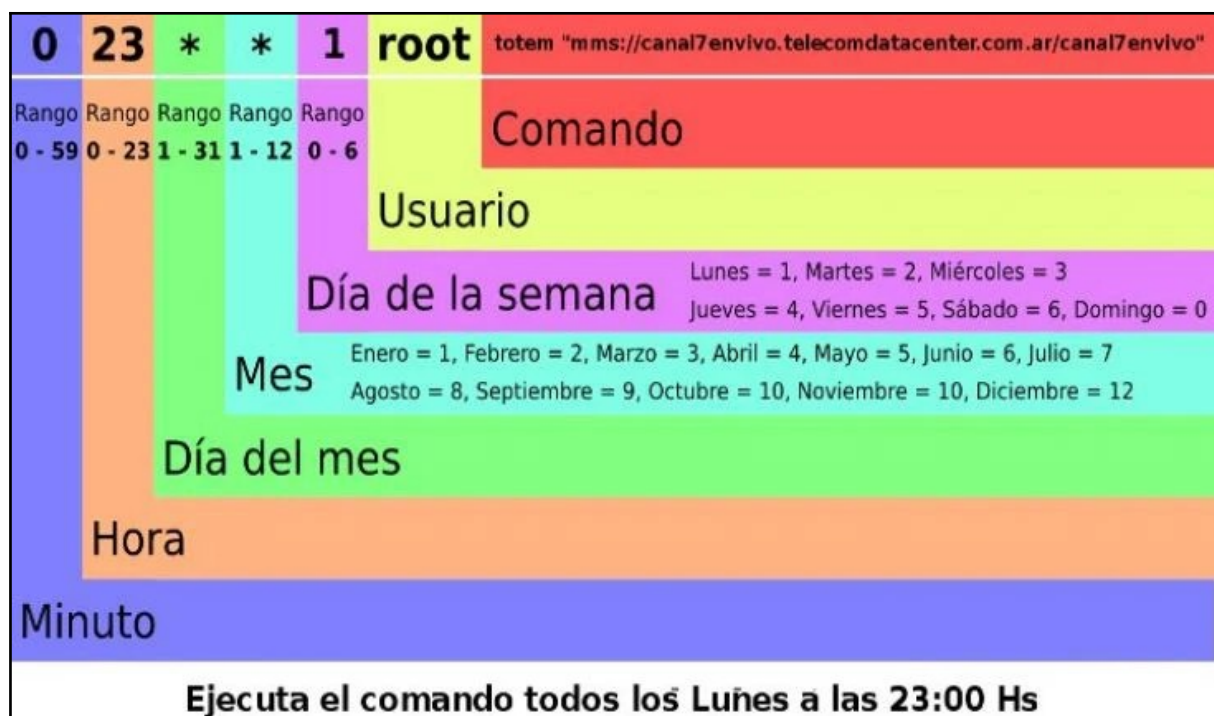 0 23 * * 1 root totem "mms://canal7envivo.telecomdatacenter.com.ar/canal7envivo"
Rango Rango Rango Rango Rango
0 - 59 0 - 23 1 - 31 1 - 12 0 - 6
Comando
Usuario
Día de la semana
Lunes = 1, Martes = 2, Miércoles = 3
Jueves = 4, Viernes = 5, Sábado = 6, Domingo = 0
Mes
Enero = 1, Febrero = 2, Marzo = 3, Abril = 4, Mayo = 5, Junio = 6, Julio = 7
Agosto = 8, Septiembre = 9, Octubre = 10, Noviembre = 10, Diciembre = 12
Día del mes
Hora
Minuto
Ejecuta el comando todos los Lunes a las 23:00 Hs